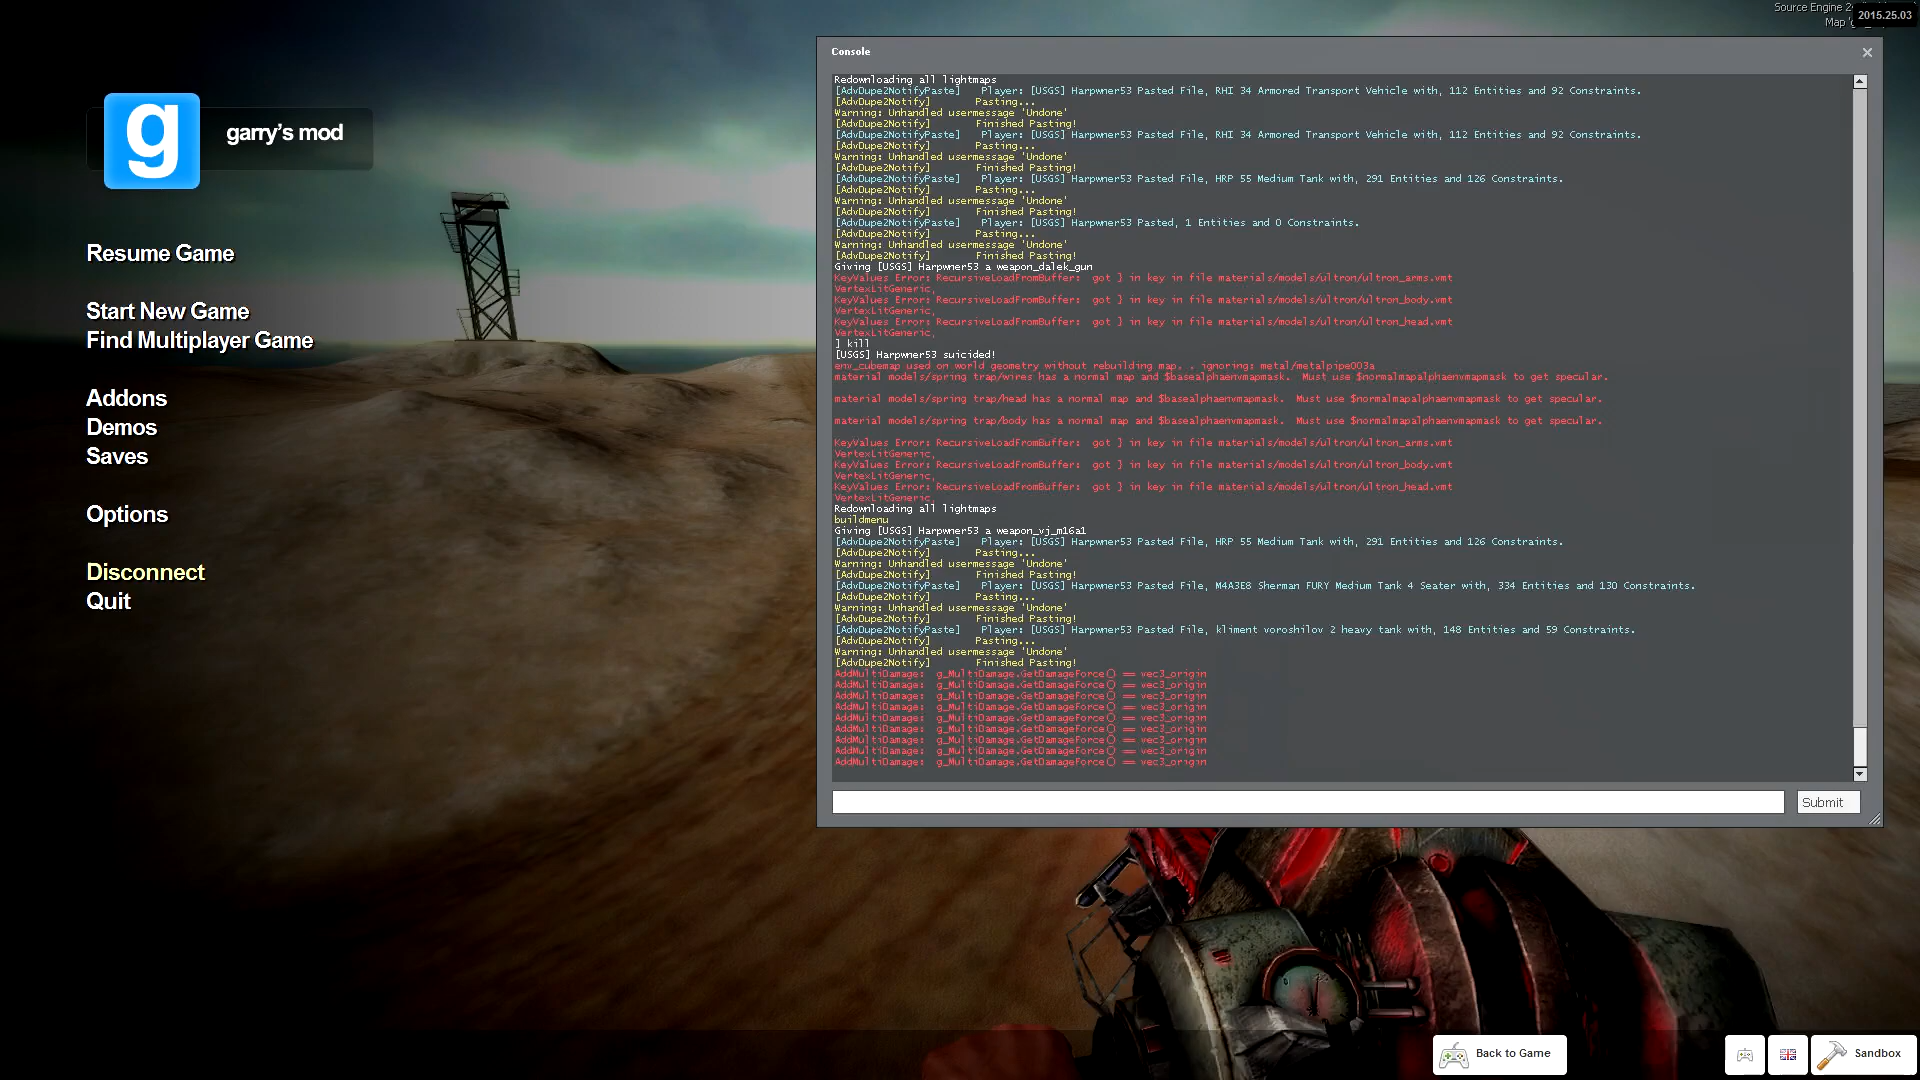 Source Engine 2
2015.25.03
Map
g
garry's mod
Resume Game
Start New Game
Find Multiplayer Game
Addons
Demos
Saves
Options
Disconnect
Quit
Console
Redownloading all lightmaps
[AdvDupe2NotifyPaste] Player: [USGS] Harpwner53 Pasted File, RHI 34 Armored Transport Vehicle with, 112 Entities and 92 Constraints.
[AdvDupe2Notify] Pasting...
Warning: Unhandled usermessage 'Undone'
[AdvDupe2Notify] Finished Pasting!
[AdvDupe2NotifyPaste] Player: [USGS] Harpwner53 Pasted File, RHI 34 Armored Transport Vehicle with, 112 Entities and 92 Constraints.
[AdvDupe2Notify] Pasting...
Warning: Unhandled usermessage 'Undone'
[AdvDupe2Notify] Finished Pasting!
[AdvDupe2NotifyPaste] Player: [USGS] Harpwner53 Pasted File, HRP 55 Medium Tank with, 291 Entities and 126 Constraints.
[AdvDupe2Notify] Pasting...
Warning: Unhandled usermessage 'Undone'
[AdvDupe2Notify] Finished Pasting!
[AdvDupe2NotifyPaste] Player: [USGS] Harpwner53 Pasted, 1 Entities and 0 Constraints.
[AdvDupe2Notify] Pasting...
Warning: Unhandled usermessage 'Undone'
[AdvDupe2Notify] Finished Pasting!
Giving [USGS] Harpwner53 a weapon_dalek_gun
KeyValues Error: RecursiveLoadFromBuffer: got } in key in file materials/models/ultron/ultron_arms.vmt
VertexLitGeneric,
KeyValues Error: RecursiveLoadFromBuffer: got } in key in file materials/models/ultron/ultron_body.vmt
VertexLitGeneric,
KeyValues Error: RecursiveLoadFromBuffer: got } in key in file materials/models/ultron/ultron_head.vmt
VertexLitGeneric,
] kill
[USGS] Harpwner53 suicided!
env_cubemap used on world geometry without rebuilding map. . ignoring: metal/metalpipe003a
material models/spring trap/wires has a normal map and $basealphaenvmapmask. Must use $normalmapalphaenvmapmask to get specular.
material models/spring trap/head has a normal map and $basealphaenvmapmask. Must use $normalmapalphaenvmapmask to get specular.
material models/spring trap/body has a normal map and $basealphaenvmapmask. Must use $normalmapalphaenvmapmask to get specular.
KeyValues Error: RecursiveLoadFromBuffer: got } in key in file materials/models/ultron/ultron_arms.vmt
VertexLitGeneric,
KeyValues Error: RecursiveLoadFromBuffer: got } in key in file materials/models/ultron/ultron_body.vmt
VertexLitGeneric,
KeyValues Error: RecursiveLoadFromBuffer: got } in key in file materials/models/ultron/ultron_head.vmt
VertexLitGeneric,
Redownloading all lightmaps
buildmenu
Giving [USGS] Harpwner53 a weapon_vj_m16a1
[AdvDupe2NotifyPaste] Player: [USGS] Harpwner53 Pasted File, HRP 55 Medium Tank with, 291 Entities and 126 Constraints.
[AdvDupe2Notify] Pasting...
Warning: Unhandled usermessage 'Undone'
[AdvDupe2Notify] Finished Pasting!
[AdvDupe2NotifyPaste] Player: [USGS] Harpwner53 Pasted File, M4A3E8 Sherman FURY Medium Tank 4 Seater with, 334 Entities and 130 Constraints.
[AdvDupe2Notify] Pasting...
Warning: Unhandled usermessage 'Undone'
[AdvDupe2Notify] Finished Pasting!
[AdvDupe2NotifyPaste] Player: [USGS] Harpwner53 Pasted File, kliment voroshilov 2 heavy tank with, 148 Entities and 59 Constraints.
[AdvDupe2Notify] Pasting...
Warning: Unhandled usermessage 'Undone'
[AdvDupe2Notify] Finished Pasting!
AddMultiDamage: g_MultiDamage.GetDamageForce() == vec3_origin
AddMultiDamage: g_MultiDamage.GetDamageForce() == vec3_origin
AddMultiDamage: g_MultiDamage.GetDamageForce() == vec3_origin
AddMultiDamage: g_MultiDamage.GetDamageForce() == vec3_origin
AddMultiDamage: g_MultiDamage.GetDamageForce() == vec3_origin
AddMultiDamage: g_MultiDamage.GetDamageForce() == vec3_origin
AddMultiDamage: g_MultiDamage.GetDamageForce() == vec3_origin
AddMultiDamage: g_MultiDamage.GetDamageForce() == vec3_origin
AddMultiDamage: g_MultiDamage.GetDamageForce() == vec3_origin
Submit
Back to Game
Sandbox